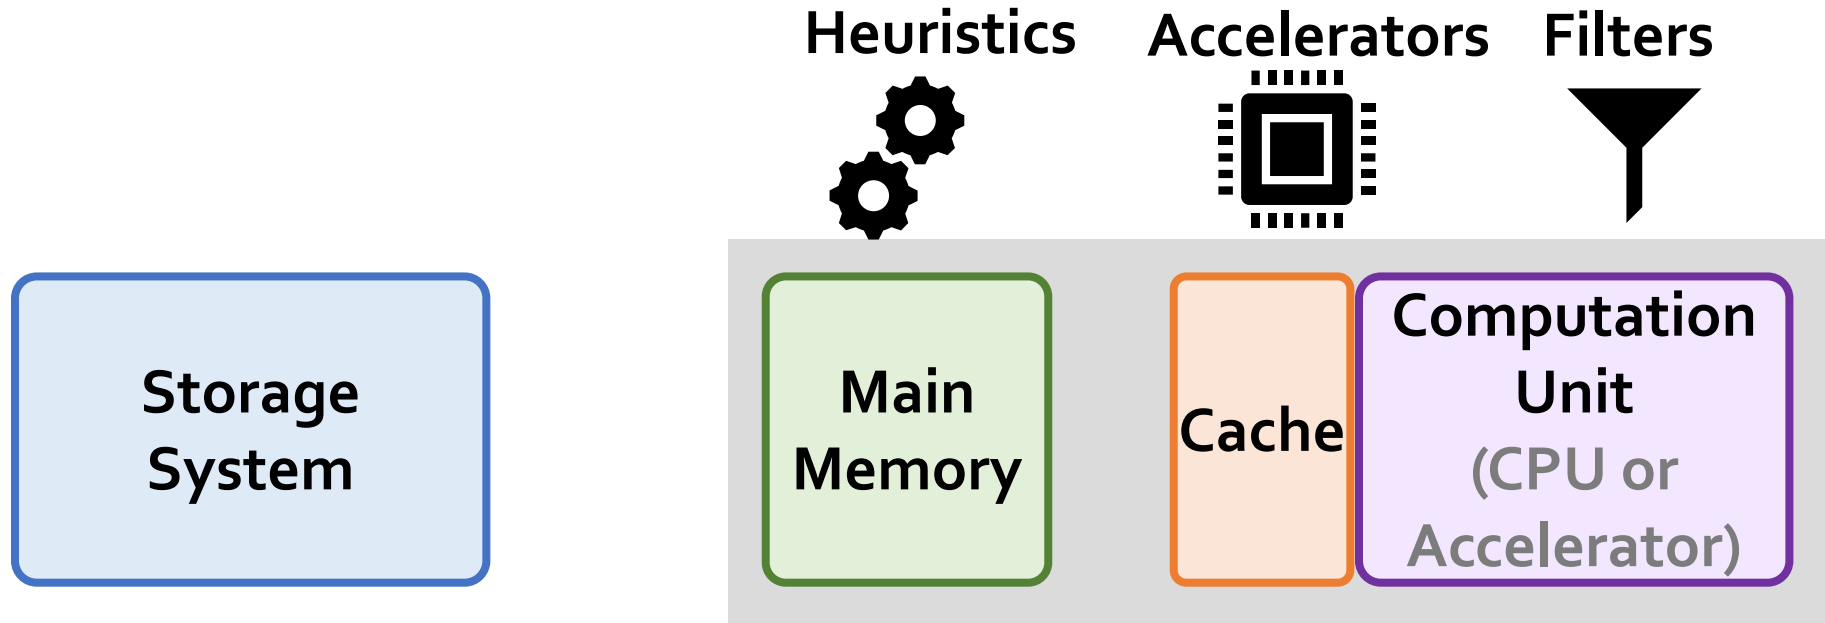 Heuristics
Accelerators
Filters
Storage
System
Main
Memory
Cache
Computation
Unit
(CPU or
Accelerator)